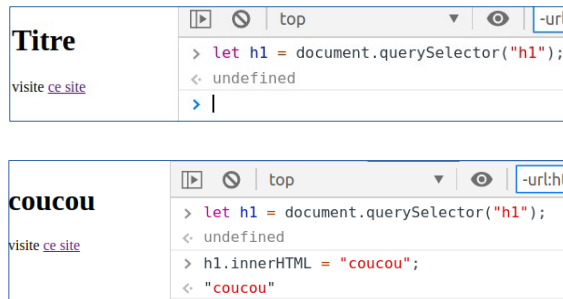 top -url
Titre
let h1 = document.querySelector("h1");
visite ce site
undefined
top -url:h
coucou
let h1 = document.querySelector("h1");
visite ce site
undefined
h1.innerHTML = "coucou";
"coucou"